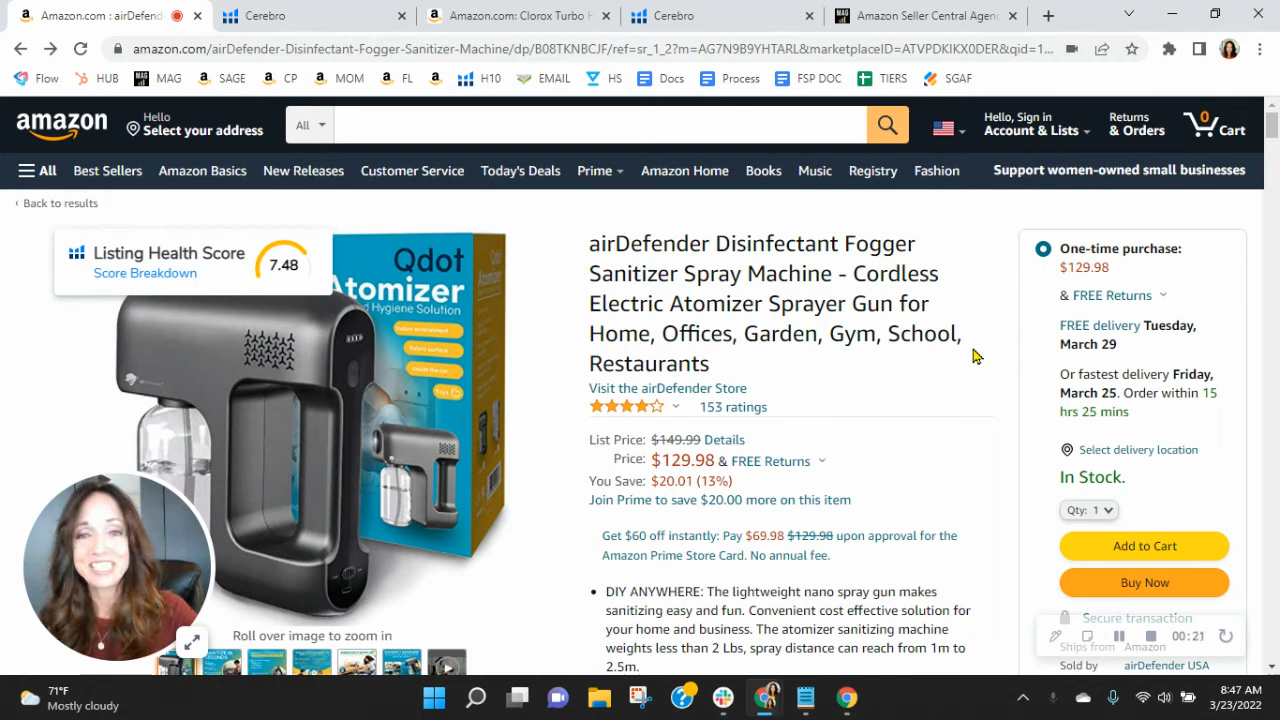 Amazon.com : airDefend
Cerebro
Amazon.com: Clorox Turbo H
Cerebro
Amazon Seller Central Agen
amazon.com/airDefender-Disinfectant-Fogger-Sanitizer-Machine/dp/B08TKNBCJF/ref=sr_1_2?m=AG7N9B9YHTARL&marketplaceID=ATVPDKIKX0DER&qid=1...
Flow
HUB
MAG
SAGE
CP
MOM
FL
H10
EMAIL
HS
Docs
Process
FSP DOC
TIERS
SGAF
amazon
Hello
Select your address
All
Hello, Sign in
Account & Lists
Returns
& Orders
0
Cart
All
Best Sellers
Amazon Basics
New Releases
Customer Service
Today's Deals
Prime
Amazon Home
Books
Music
Registry
Fashion
Support women-owned small businesses
‹ Back to results
Listing Health Score
Score Breakdown
7.48
Qdot
Atomizer
ed Hygiene Solution
Indoor environment
Fabric surface
Inside the car
Toys
airDefender Disinfectant Fogger
Sanitizer Spray Machine - Cordless
Electric Atomizer Sprayer Gun for
Home, Offices, Garden, Gym, School,
Restaurants
Visit the airDefender Store
153 ratings
List Price: $149.99 Details
Price: $129.98 & FREE Returns
You Save: $20.01 (13%)
Join Prime to save $20.00 more on this item
Get $60 off instantly: Pay $69.98 $129.98 upon approval for the
Amazon Prime Store Card. No annual fee.
• DIY ANYWHERE: The lightweight nano spray gun makes
sanitizing easy and fun. Convenient cost effective solution for
your home and business. The atomizer sanitizing machine
weights less than 2 Lbs, spray distance can reach from 1m to
2.5m.
Roll over image to zoom in
One-time purchase:
$129.98
& FREE Returns
FREE delivery Tuesday,
March 29
Or fastest delivery Friday,
March 25. Order within 15
hrs 25 mins
Select delivery location
In Stock.
Qty: 1
Add to Cart
Buy Now
Secure transaction
00:21
Ships from Amazon
Sold by airDefender USA
71°F
Mostly cloudy
8:47 AM
3/23/2022